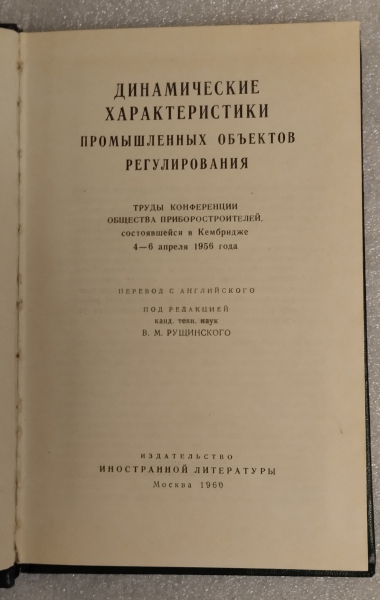 ДИНАМИЧЕСКИЕ
ХАРАКТЕРИСТИКИ
ПРОМЫШЛЕННЫХ ОБЪЕКТОВ
РЕГУЛИРОВАНИЯ
ТРУДЫ КОНФЕРЕНЦИИ
ОБЩЕСТВА ПРИБОРОСТРОИТЕЛЕЙ,
состоявшейся в Кембридже
4—6 апреля 1956 года
ПЕРЕВОД С АНГЛИЙСКОГО
ПОД РЕДАКЦИЕЙ
канд. техн. наук
В. М. РУЩИНСКОГО
ИЗДАТЕЛЬСТВО
ИНОСТРАННОЙ ЛИТЕРАТУРЫ
Москва 1960